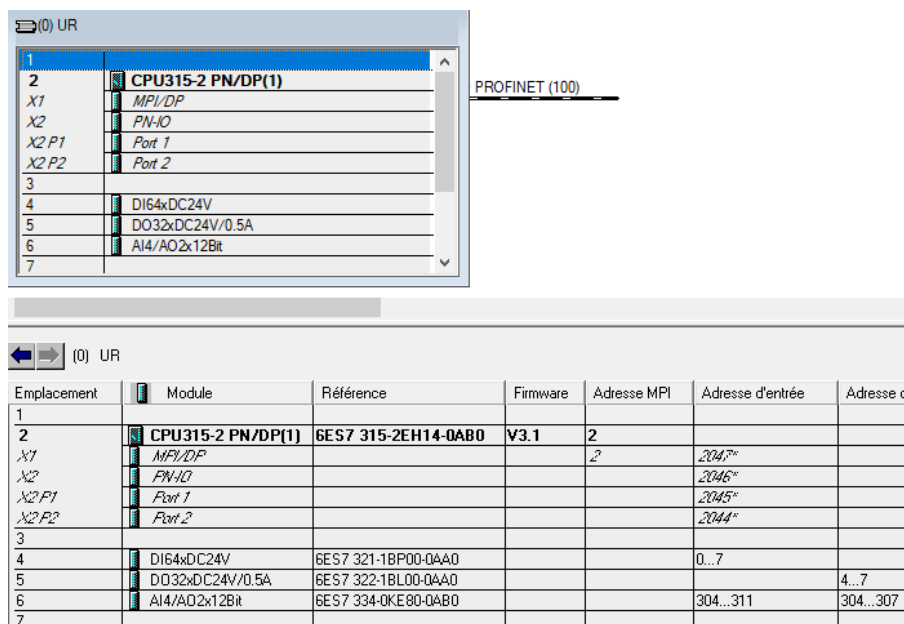 (0) UR
1
2 CPU315-2 PN/DP(1)
X1 MPI/DP
X2 PN-IO
X2 P1 Port 1
X2 P2 Port 2
3
4 DI64xDC24V
5 DO32xDC24V/0.5A
6 AI4/AO2x12Bit
7
PROFINET (100)
(0) UR
Emplacement Module Référence Firmware Adresse MPI Adresse d'entrée Adresse
1
2 CPU315-2 PN/DP(1) 6ES7 315-2EH14-0AB0 V3.1 2
X1 MPI/DP 2 2047*
X2 PN-IO 2046*
X2 P1 Port 1 2045*
X2 P2 Port 2 2044*
3
4 DI64xDC24V 6ES7 321-1BP00-0AA0 0...7
5 DO32xDC24V/0.5A 6ES7 322-1BL00-0AA0 4...7
6 AI4/AO2x12Bit 6ES7 334-0KE80-0AB0 304...311 304...307
7